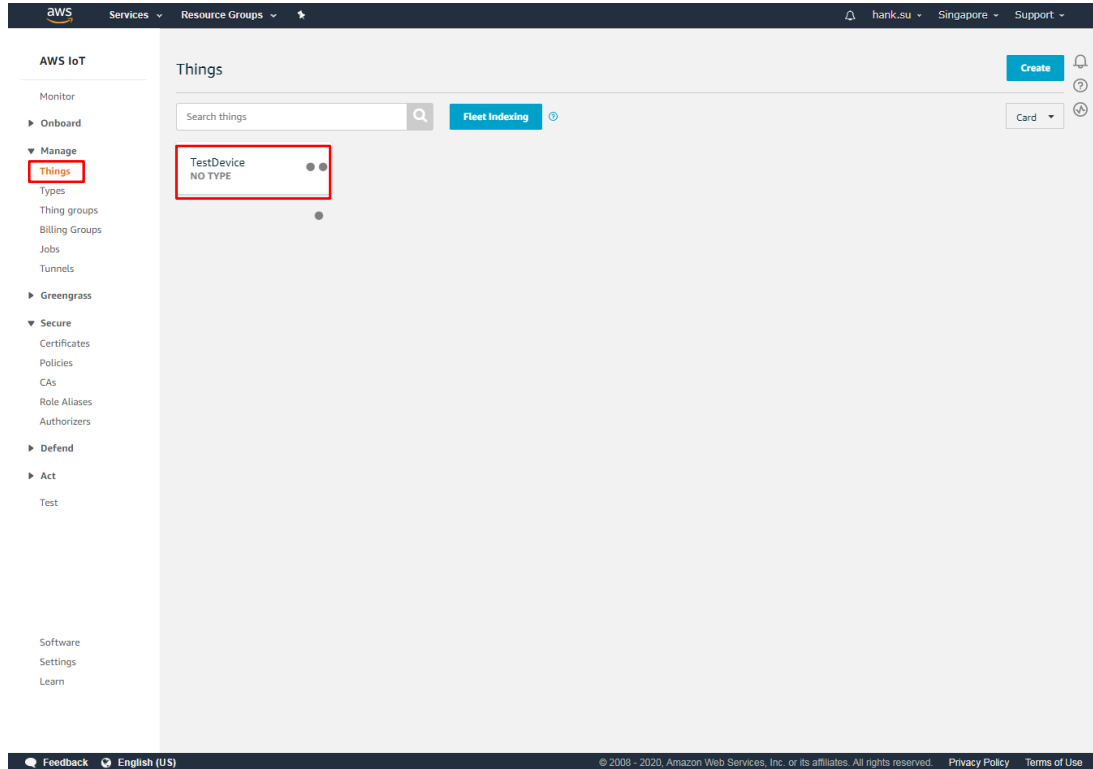 aws Services Resource Groups hank.su Singapore Support
AWS IoT
Monitor
Onboard
Manage
Things
Types
Thing groups
Billing Groups
Jobs
Tunnels
Greengrass
Secure
Certificates
Policies
CAs
Role Aliases
Authorizers
Defend
Act
Test
Software
Settings
Learn
Things
Create
Search things
Fleet Indexing
Card
TestDevice
NO TYPE
Feedback English (US) © 2008 - 2020, Amazon Web Services, Inc. or its affiliates. All rights reserved. Privacy Policy Terms of Use